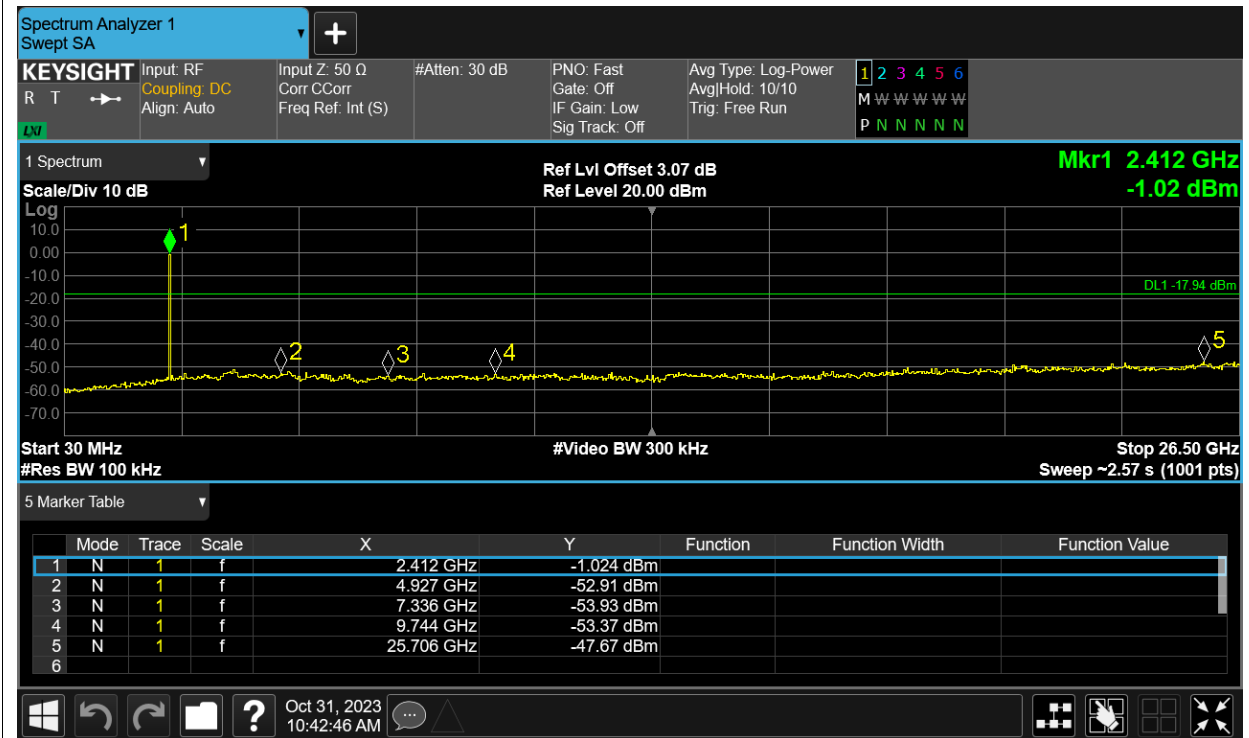 Spectrum Analyzer 1
Swept SA
KEYSIGHT
R T
LXI
Input: RF
Coupling: DC
Align: Auto
Input Z: 50 Ω
Corr CCorr
Freq Ref: Int (S)
#Atten: 30 dB
PNO: Fast
Gate: Off
IF Gain: Low
Sig Track: Off
Avg Type: Log-Power
Avg|Hold: 10/10
Trig: Free Run
1 2 3 4 5 6
M W W W W W
P N N N N N
1 Spectrum
Scale/Div 10 dB
Ref Lvl Offset 3.07 dB
Ref Level 20.00 dBm
Mkr1 2.412 GHz
-1.02 dBm
Log
10.0
0.00
-10.0
-20.0
-30.0
-40.0
-50.0
-60.0
-70.0
1
2
3
4
5
DL1 -17.94 dBm
Start 30 MHz
#Res BW 100 kHz
#Video BW 300 kHz
Stop 26.50 GHz
Sweep ~2.57 s (1001 pts)
5 Marker Table
Mode Trace Scale X Y Function Function Width Function Value
1 N 1 f 2.412 GHz -1.024 dBm
2 N 1 f 4.927 GHz -52.91 dBm
3 N 1 f 7.336 GHz -53.93 dBm
4 N 1 f 9.744 GHz -53.37 dBm
5 N 1 f 25.706 GHz -47.67 dBm
6
?
Oct 31, 2023
10:42:46 AM